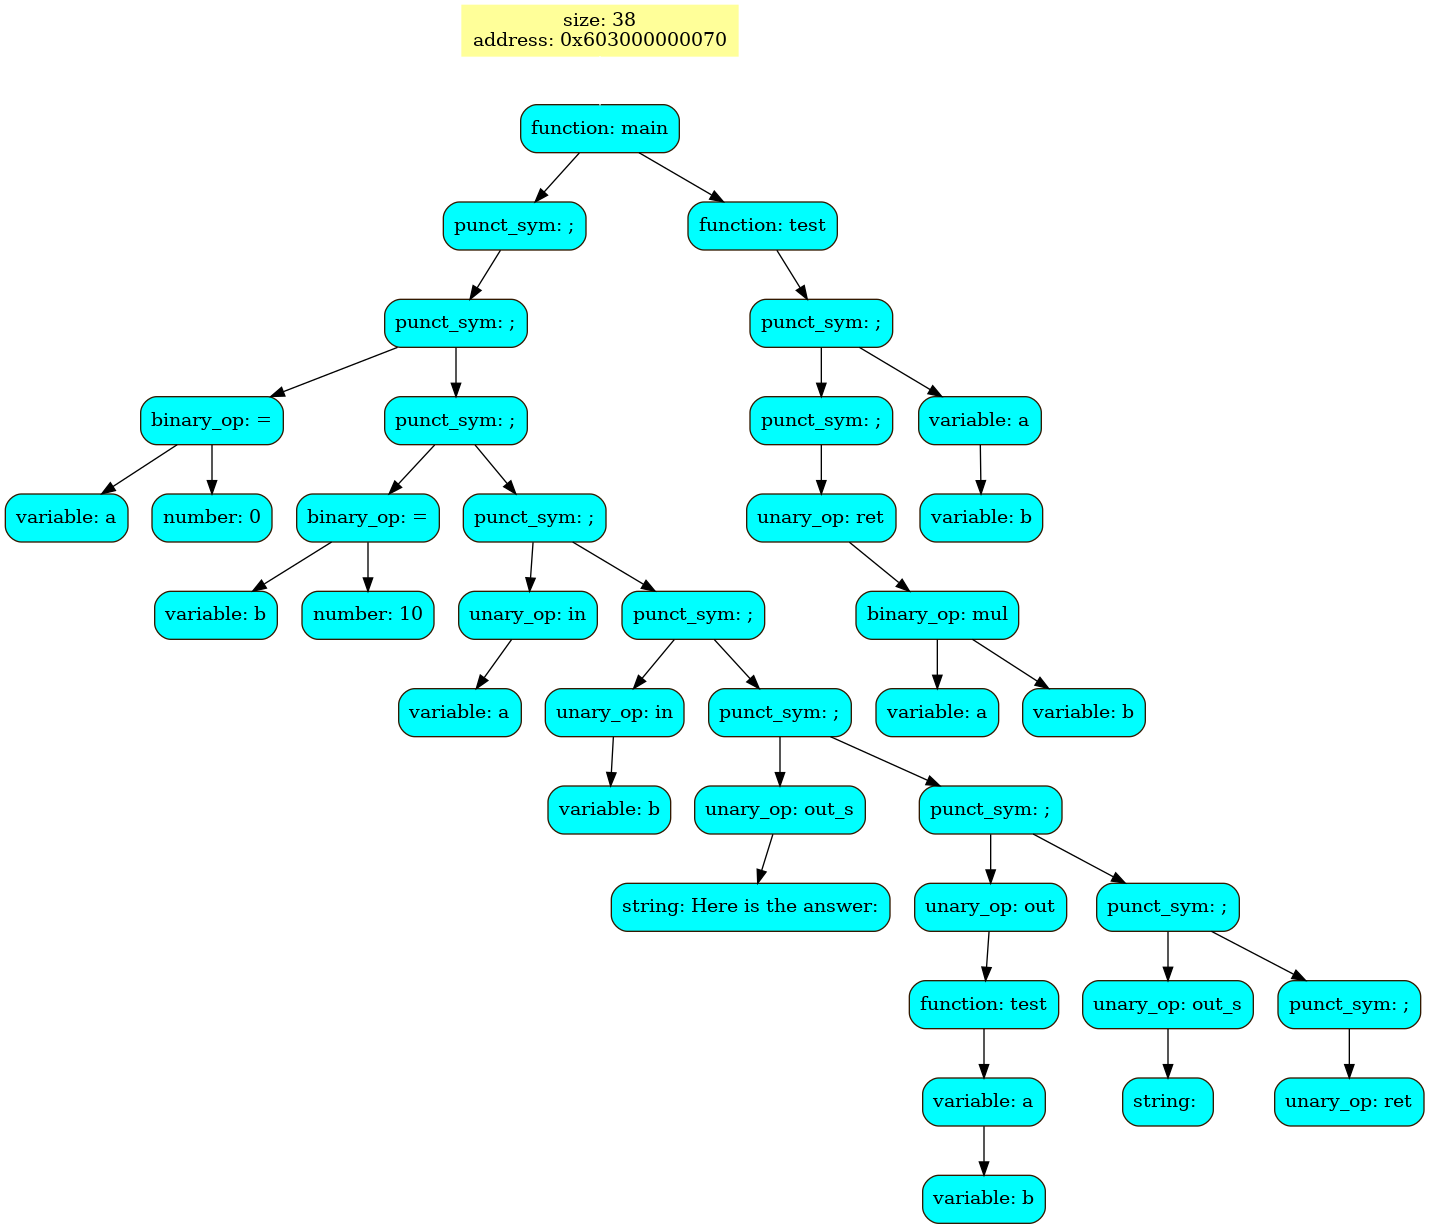 size: 38
address: 0x603000000070
function: main
punct_sym: ;
function: test
punct_sym: ;
punct_sym: ;
binary_op: =
punct_sym: ;
punct_sym: ;
variable: a
variable: a
number: 0
binary_op: =
punct_sym: ;
unary_op: ret
variable: b
variable: b
number: 10
unary_op: in
punct_sym: ;
binary_op: mul
variable: a
unary_op: in
punct_sym: ;
variable: a
variable: b
variable: b
unary_op: out_s
punct_sym: ;
string: Here is the answer:
unary_op: out
punct_sym: ;
function: test
unary_op: out_s
punct_sym: ;
variable: a
string:
unary_op: ret
variable: b